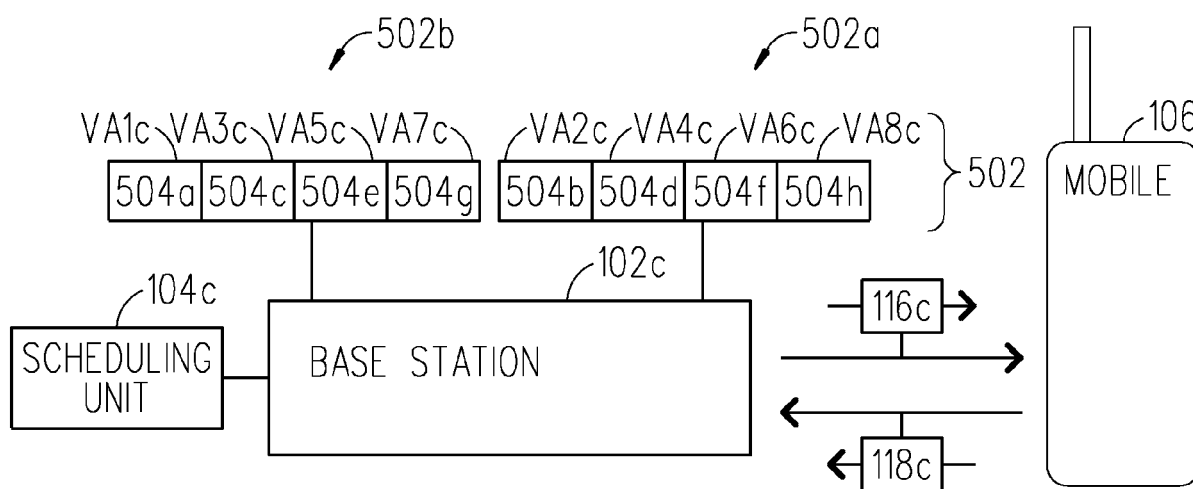 502b
502a
VA1c VA3c VA5c VA7c VA2c VA4c VA6c VA8c
106
504a 504c 504e 504g 504b 504d 504f 504h
502
MOBILE
102c
104c
116c
SCHEDULING
UNIT
BASE STATION
118c